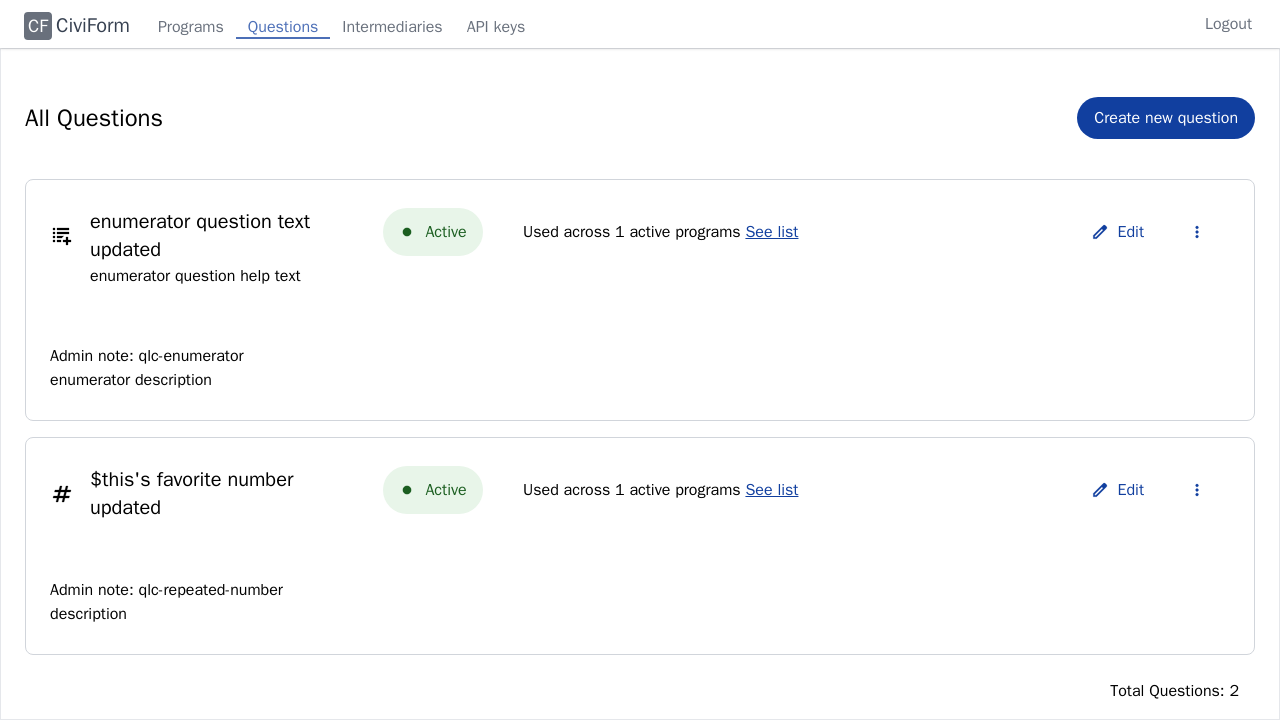 CF CiviForm Programs Questions Intermediaries API keys Logout
All Questions Create new question
enumerator question text
updated
enumerator question help text
Active Used across 1 active programs See list Edit
Admin note: qlc-enumerator
enumerator description
$this's favorite number
updated
Active Used across 1 active programs See list Edit
Admin note: qlc-repeated-number
description
Total Questions: 2